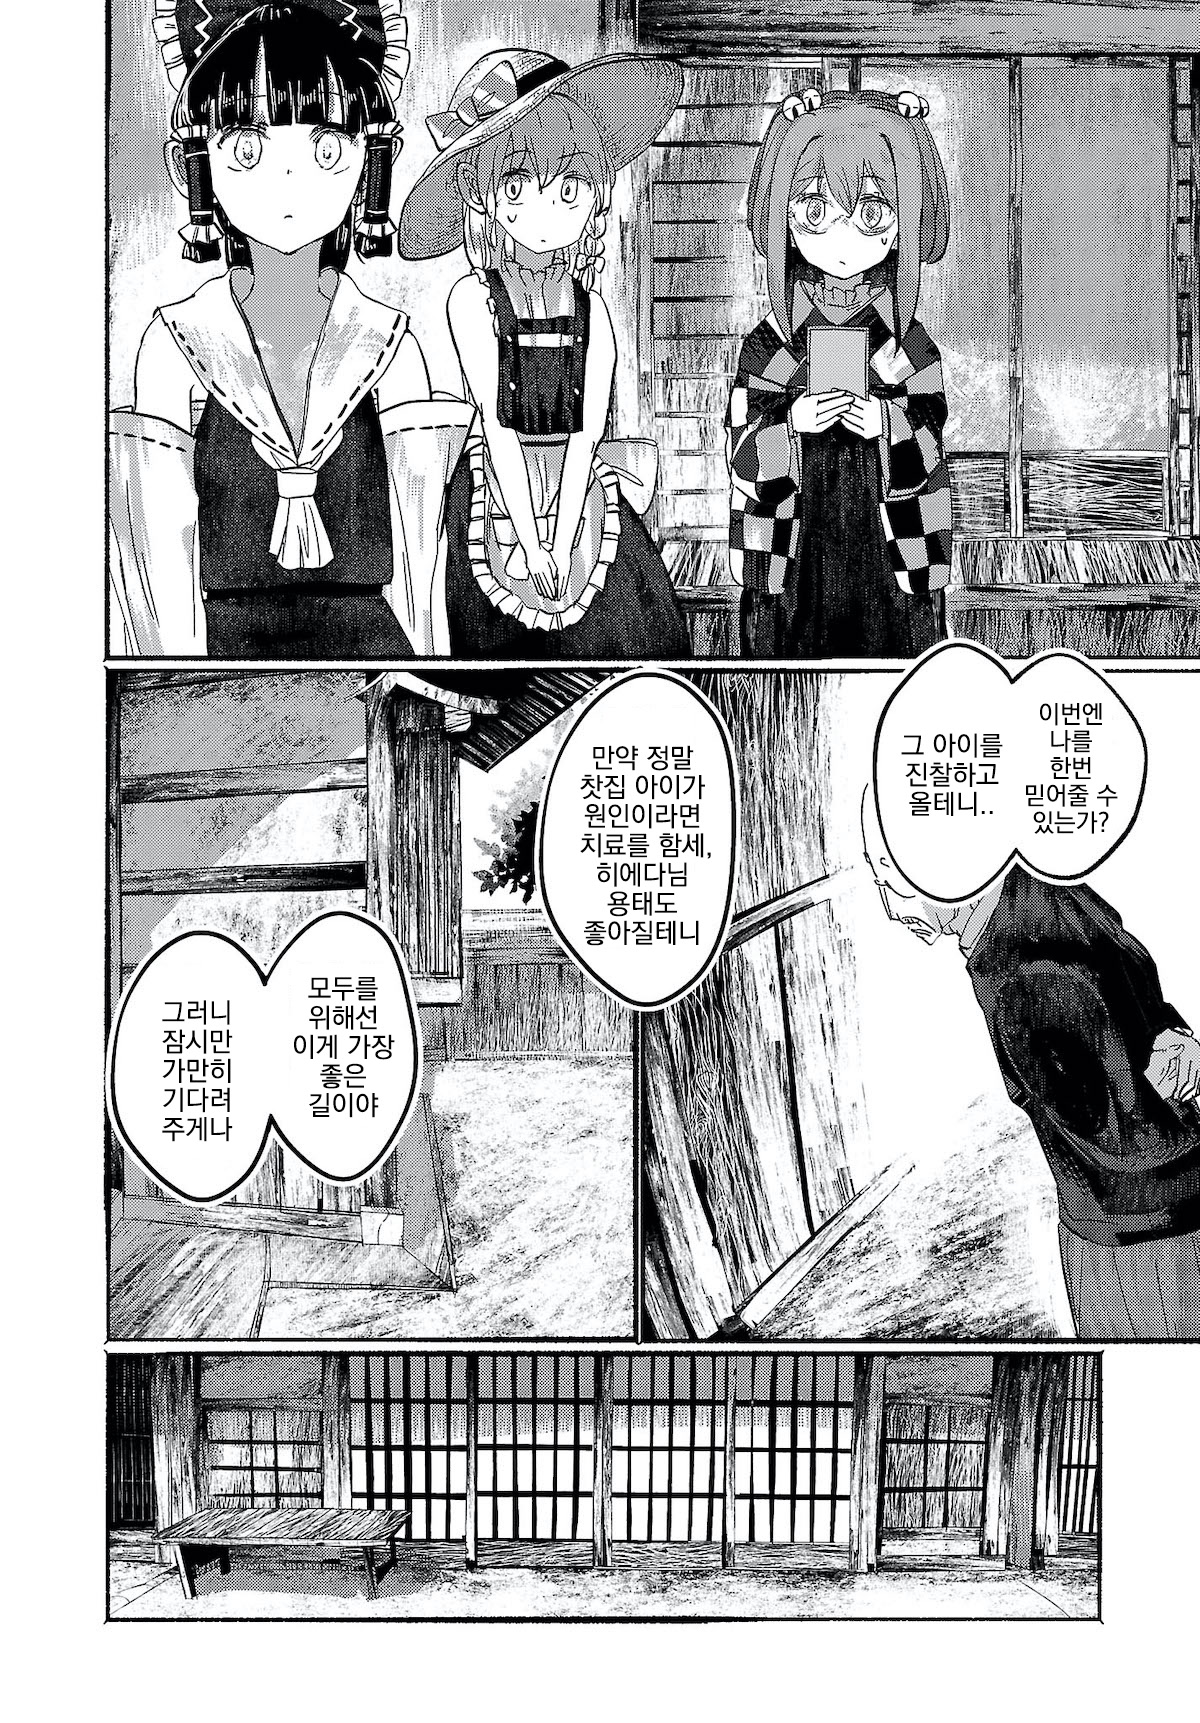 이번엔
나를
한번
믿어줄 수
있는가?
그 아이를
진찰하고
올테니..
만약 정말
찻집 아이가
원인이라면
치료를 함세,
히에다님
용태도
좋아질테니
모두를
위해선
이게 가장
좋은
길이야
그러니
잠시만
가만히
기다려
주게나